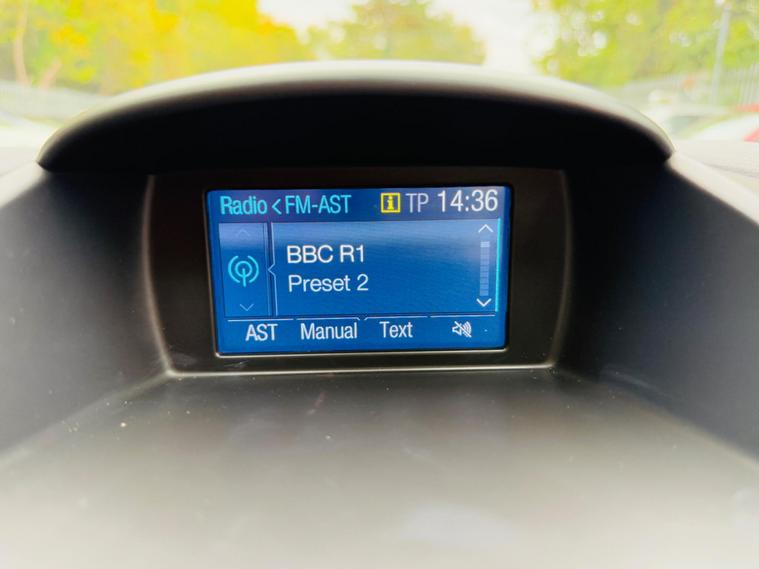 Radio < FM-AST i TP 14:36
BBC R1
Preset 2
AST Manual Text